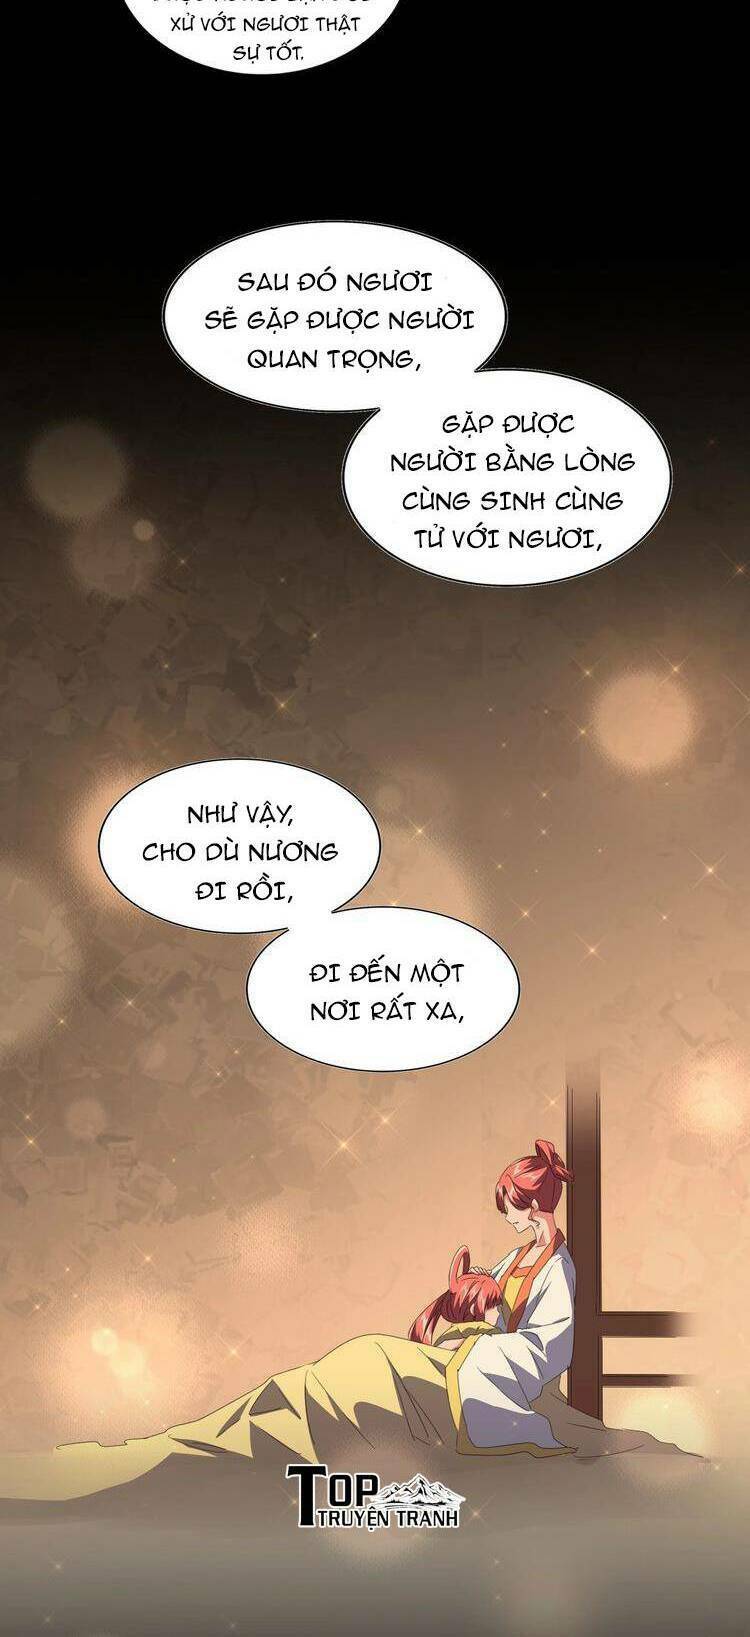 XỬ VỚI NGƯƠI THẬT
SỰ TỐT.
SAU ĐÓ NGƯƠI
SẼ GẶP ĐƯỢC NGƯỜI
QUAN TRỌNG,
GẶP ĐƯỢC
NGƯỜI BẰNG LÒNG
CÙNG SINH CÙNG
TỬ VỚI NGƯƠI,
NHƯ VẬY,
CHO DÙ NƯƠNG
ĐI RỒI,
ĐI ĐẾN MỘT
NƠI RẤT XA,
TOP
TRUYỆN TRANH